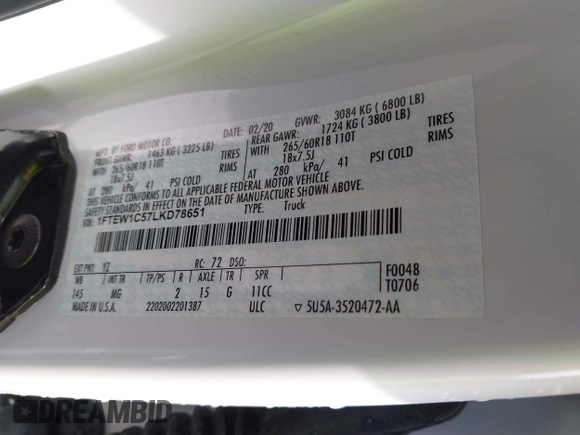 MFD. BY FORD MOTOR CO.
DATE: 02/20 GVWR: 3084 KG ( 6800 LB)
FRONT GAWR: 1463 KG ( 3225 LB)
REAR GAWR: 1724 KG ( 3800 LB)
WITH 265/60R18 110T TIRES
18x7.5J RIMS
WITH 265/60R18 110T TIRES
18x7.5J RIMS
AT 280 kPa/ 41 PSI COLD
AT 280 kPa/ 41 PSI COLD
THIS VEHICLE CONFORMS TO ALL APPLICABLE FEDERAL MOTOR VEHICLE
SAFETY STANDARDS IN EFFECT ON THE DATE OF MANUFACTURE SHOWN ABOVE.
1FTEW1C57LKD78651
TYPE: Truck
EXT PNT: YZ RC: 72 DSO:
WB INT TR TP/PS R AXLE TR SPR
145 MG 2 15 G 11CC
F0048
T0706
MADE IN U.S.A. 2202002201387 ULC ▽ 5U5A-3520472-AA
DREAMBID